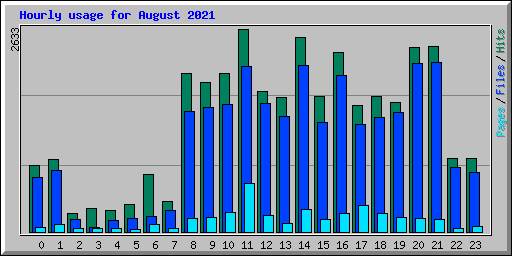 Hourly usage for August 2021
2633
Pages / Files / Hits
0 1 2 3 4 5 6 7 8 9 10 11 12 13 14 15 16 17 18 19 20 21 22 23